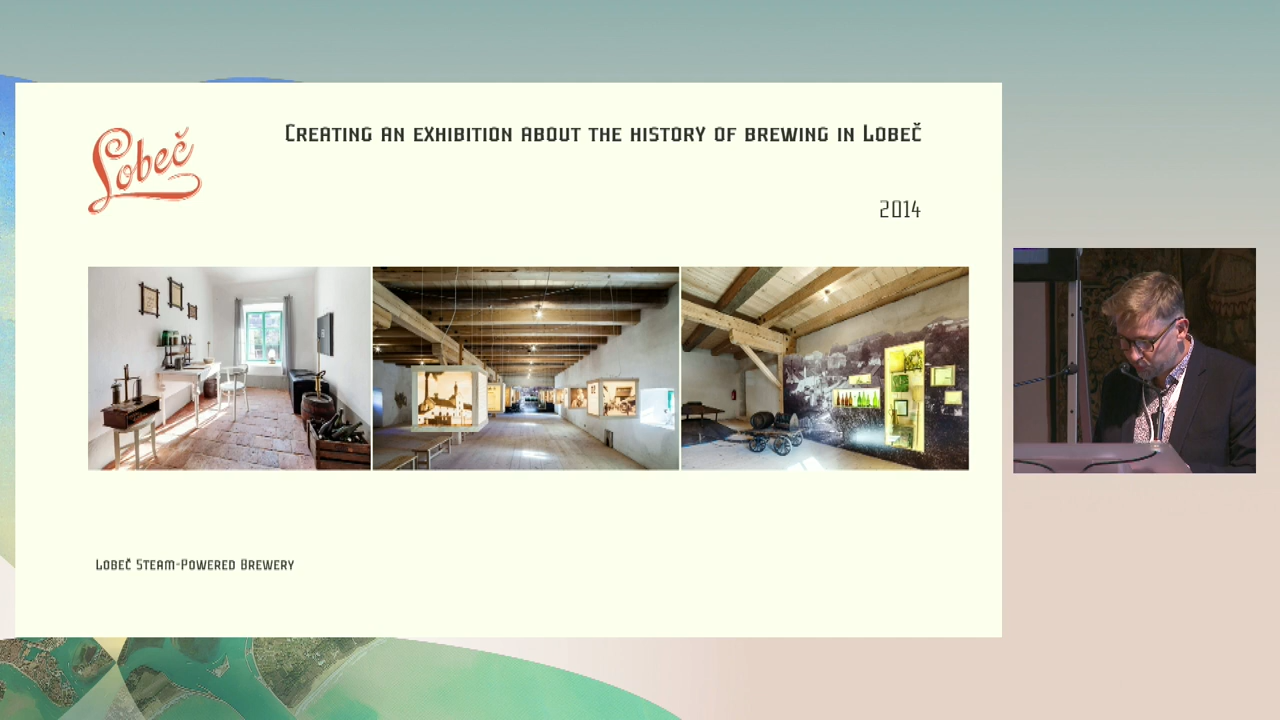 Lobeč
Creating an exhibition about the history of brewing in Lobeč
2014
Lobeč Steam-Powered Brewery